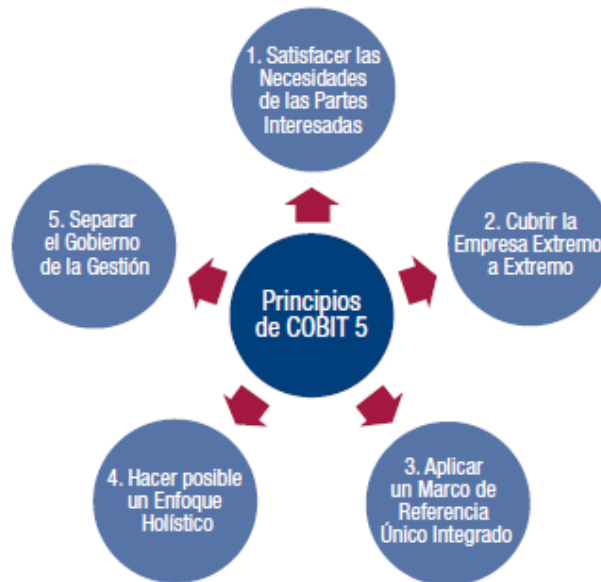 1. Satisfacer las
Necesidades
de las Partes
Interesadas
5. Separar
el Gobierno
de la Gestión
2. Cubrir la
Empresa Extremo
a Extremo
Principios
de COBIT 5
4. Hacer posible
un Enfoque
Holístico
3. Aplicar
un Marco de
Referencia
Único Integrado